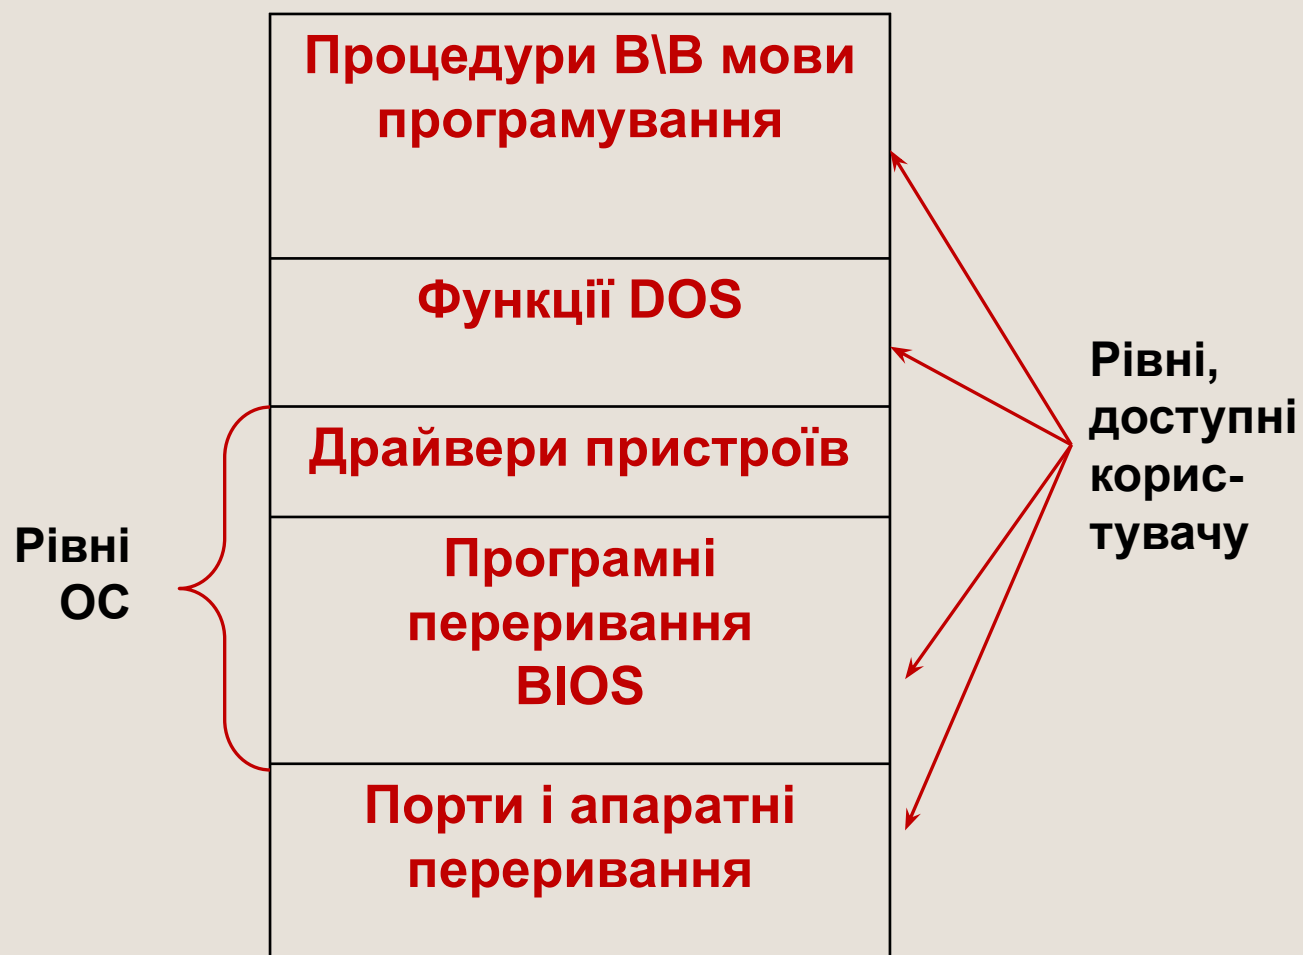 Процедури В\В мови
програмування
Функції DOS
Драйвери пристроїв
Програмні
переривання
BIOS
Порти і апаратні
переривання
Рівні
ОС
Рівні,
доступні
корис-
тувачу